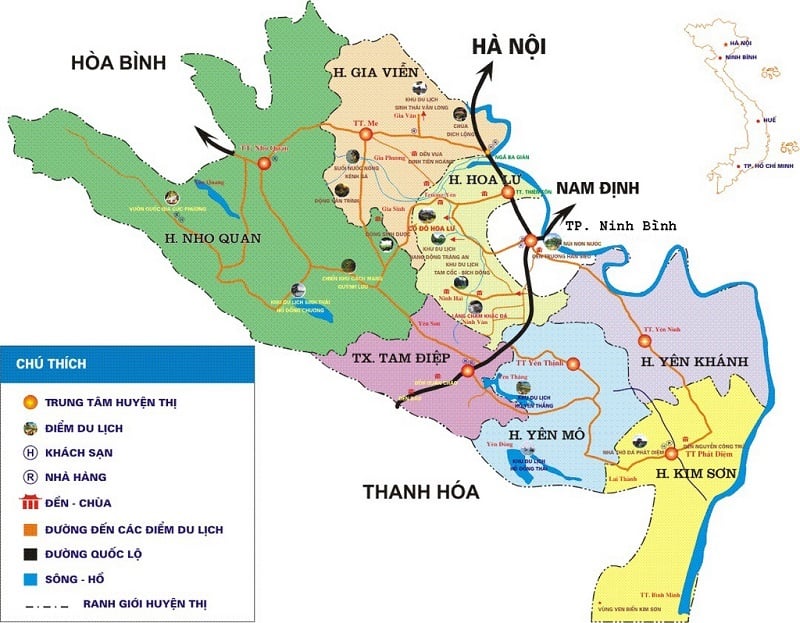 HÒA BÌNH
HÀ NỘI
HÀ NỘI
NINH BÌNH
HUẾ
TP. HỒ CHÍ MINH
H. GIA VIỄN
KHU DU LỊCH
SINH THÁI VÂN LONG
Gia Vân
CHÙA
ĐỊCH LỘNG
TT. Me
TT. Nho Quan
Gia Phương
ĐỀN VUA
ĐINH TIÊN HOÀNG
NGÃ BA GIÁN
SUỐI NƯỚC NÓNG
KÊNH GÀ
H. HOA LƯ
NAM ĐỊNH
ĐỘNG VÂN TRÌNH
Trường Yên
TT. THIÊN TÔN
VƯỜN QUỐC GIA CÚC PHƯƠNG
Gia Sinh
CỐ ĐÔ HOA LƯ
TP. Ninh Bình
H. NHO QUAN
KHU DU LỊCH
HANG ĐỘNG TRÀNG AN
NÚI NON NƯỚC
ĐỀN TRƯƠNG HÁN SIÊU
KHU DU LỊCH
TAM CỐC - BÍCH ĐỘNG
CHIẾN KHU CÁCH MẠNG
QUỲNH LƯU
KHU DU LỊCH SINH THÁI
HỒ ĐỒNG CHƯƠNG
Ninh Hải
LÀNG CHẠM KHẮC ĐÁ
Ninh Vân
Yên Sơn
TT. Yên Ninh
TX. TAM ĐIỆP
TT Yên Thịnh
H. YÊN KHÁNH
Yên Thắng
ĐỀN DÂU
KHU DU LỊCH
HỒ YÊN THẮNG
H. YÊN MÔ
Yên Đồng
KHU DU LỊCH
HỒ ĐỒNG THÁI
ĐỀN NGUYỄN CÔNG TRỨ
NHÀ THỜ ĐÁ PHÁT DIỆM
TT Phát Diệm
H. KIM SƠN
Lai Thành
THANH HÓA
TT. Bình Minh
VÙNG VEN BIỂN KIM SƠN
CHÚ THÍCH
TRUNG TÂM HUYỆN THỊ
ĐIỂM DU LỊCH
H KHÁCH SẠN
R NHÀ HÀNG
ĐỀN - CHÙA
ĐƯỜNG ĐẾN CÁC ĐIỂM DU LỊCH
ĐƯỜNG QUỐC LỘ
SÔNG - HỒ
RANH GIỚI HUYỆN THỊ